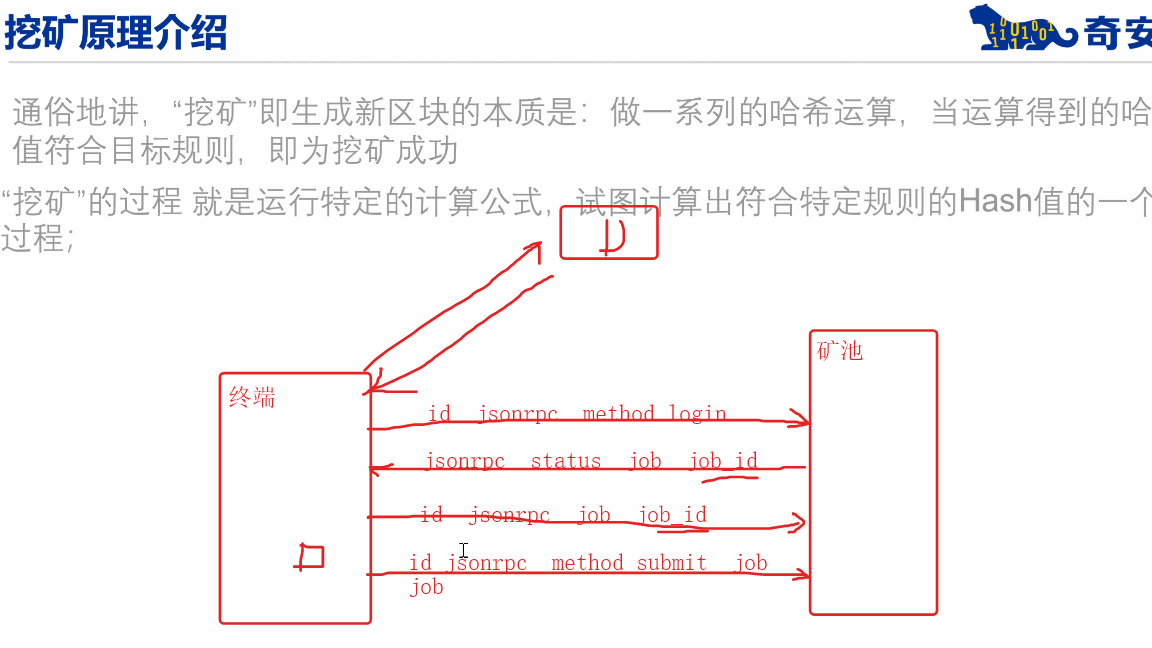 挖矿原理介绍
奇安
通俗地讲，“挖矿”即生成新区块的本质是：做一系列的哈希运算，当运算得到的哈
值符合目标规则，即为挖矿成功
“挖矿”的过程 就是运行特定的计算公式，试图计算出符合特定规则的Hash值的一个
过程；
D
矿池
终端
id jsonrpc method login
jsonrpc status job job_id
id jsonrpc job job_id
id jsonrpc method submit job
job